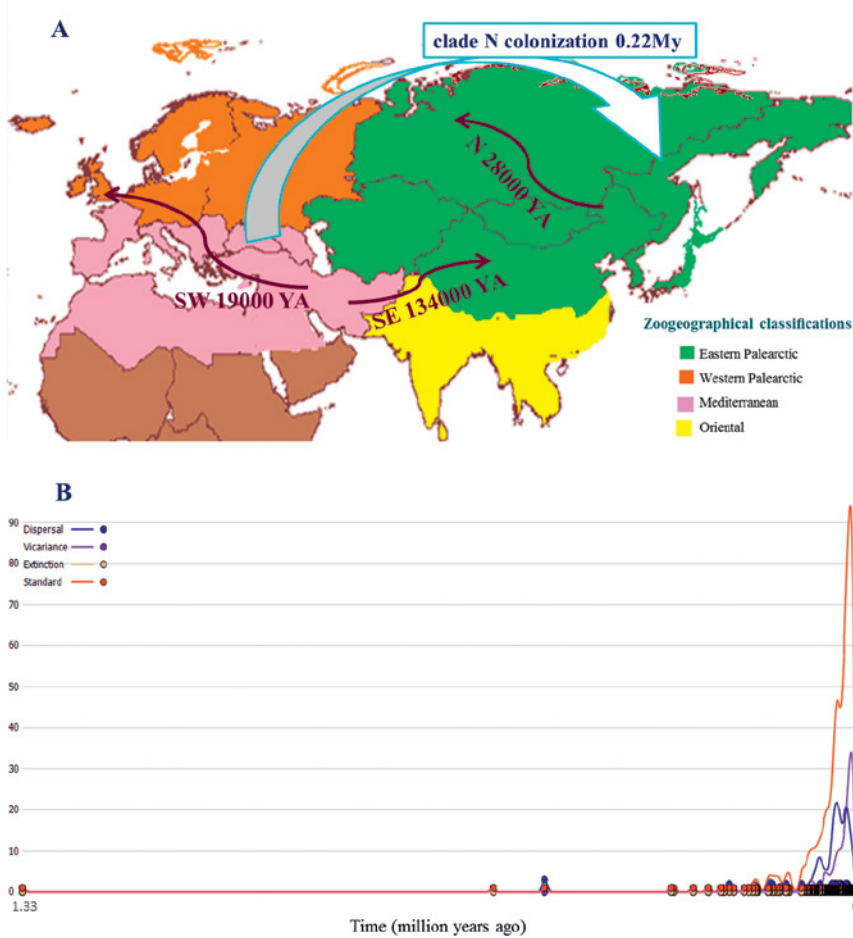 A
clade N colonization 0.22My
N 28000 YA
SW 19000 YA
SE 134000 YA
Zoogeographical classifications
Eastern Palearctic
Western Palearctic
Mediterranean
Oriental
B
90
Dispersal
Vicariance
80
Extinction
Standard
70
60
50
40
30
20
10
0
1.33
Time (million years ago)